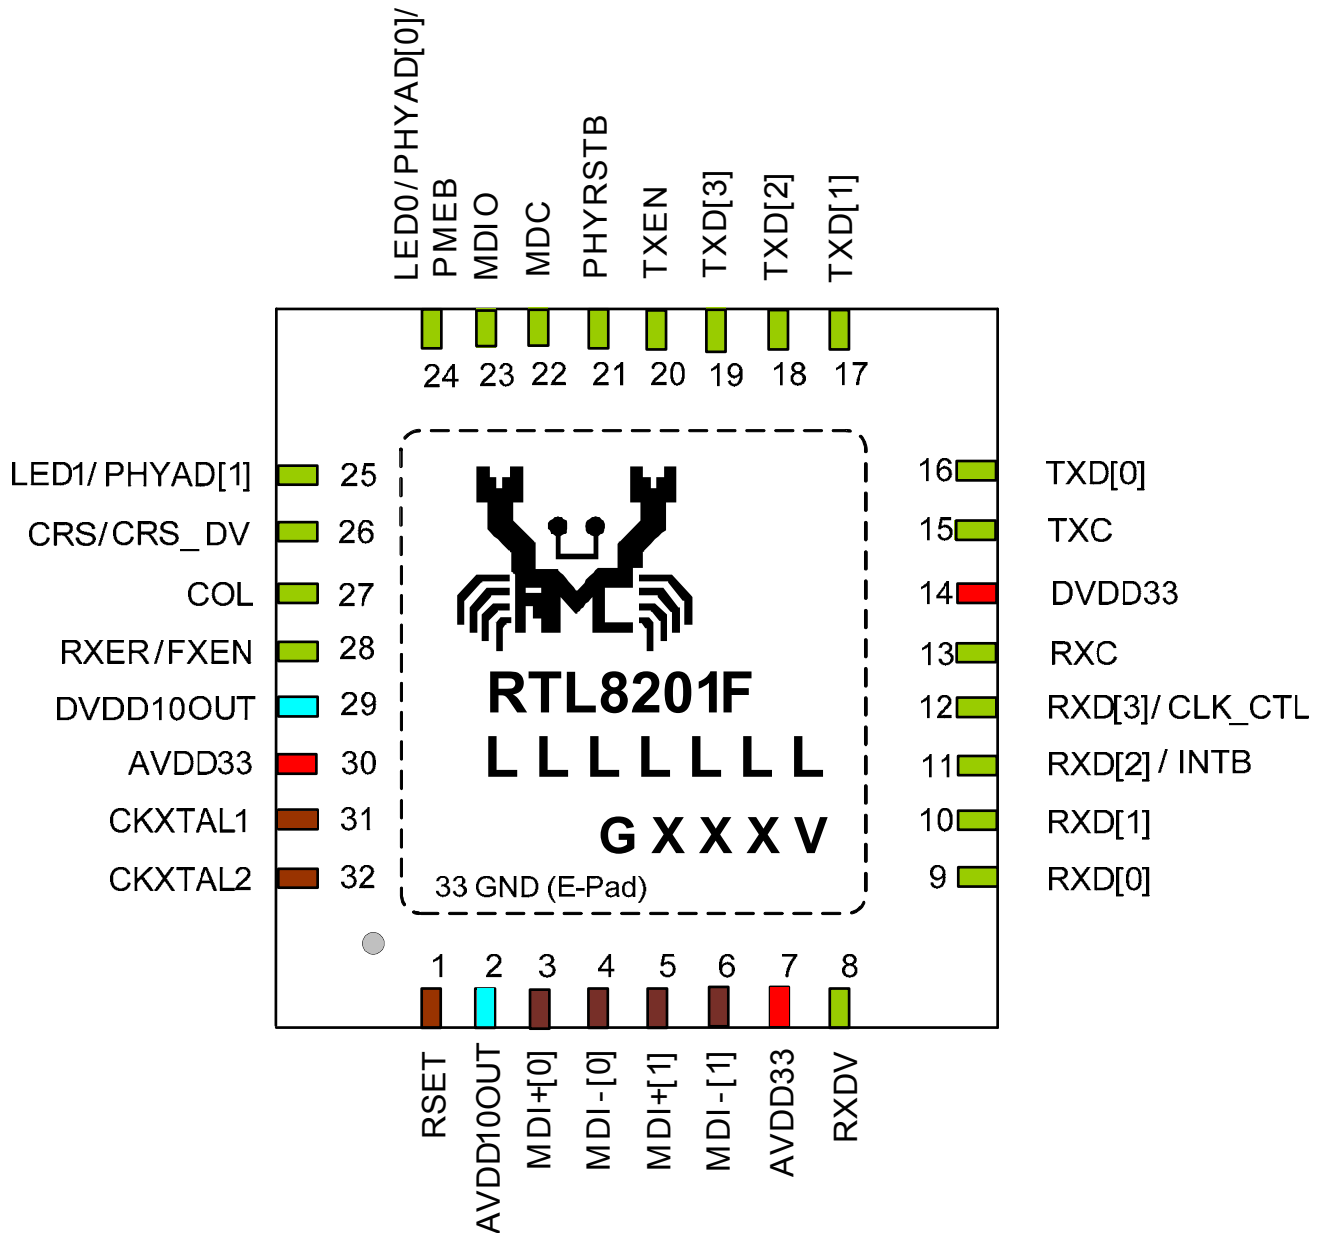 LED0/PHYAD[0]/
PMEB
MDIO
MDC
PHYRSTB
TXEN
TXD[3]
TXD[2]
TXD[1]
24 23 22 21 20 19 18 17
LED1/PHYAD[1] 25
CRS/CRS_DV 26
COL 27
RXER/FXEN 28
DVDD10OUT 29
AVDD33 30
CKXTAL1 31
CKXTAL2 32
RTL8201F
LLLLLLL
GXXXV
33 GND (E-Pad)
16 TXD[0]
15 TXC
14 DVDD33
13 RXC
12 RXD[3]/CLK_CTL
11 RXD[2]/INTB
10 RXD[1]
9 RXD[0]
1 2 3 4 5 6 7 8
RSET
AVDD10OUT
MDI+[0]
MDI-[0]
MDI+[1]
MDI-[1]
AVDD33
RXDV